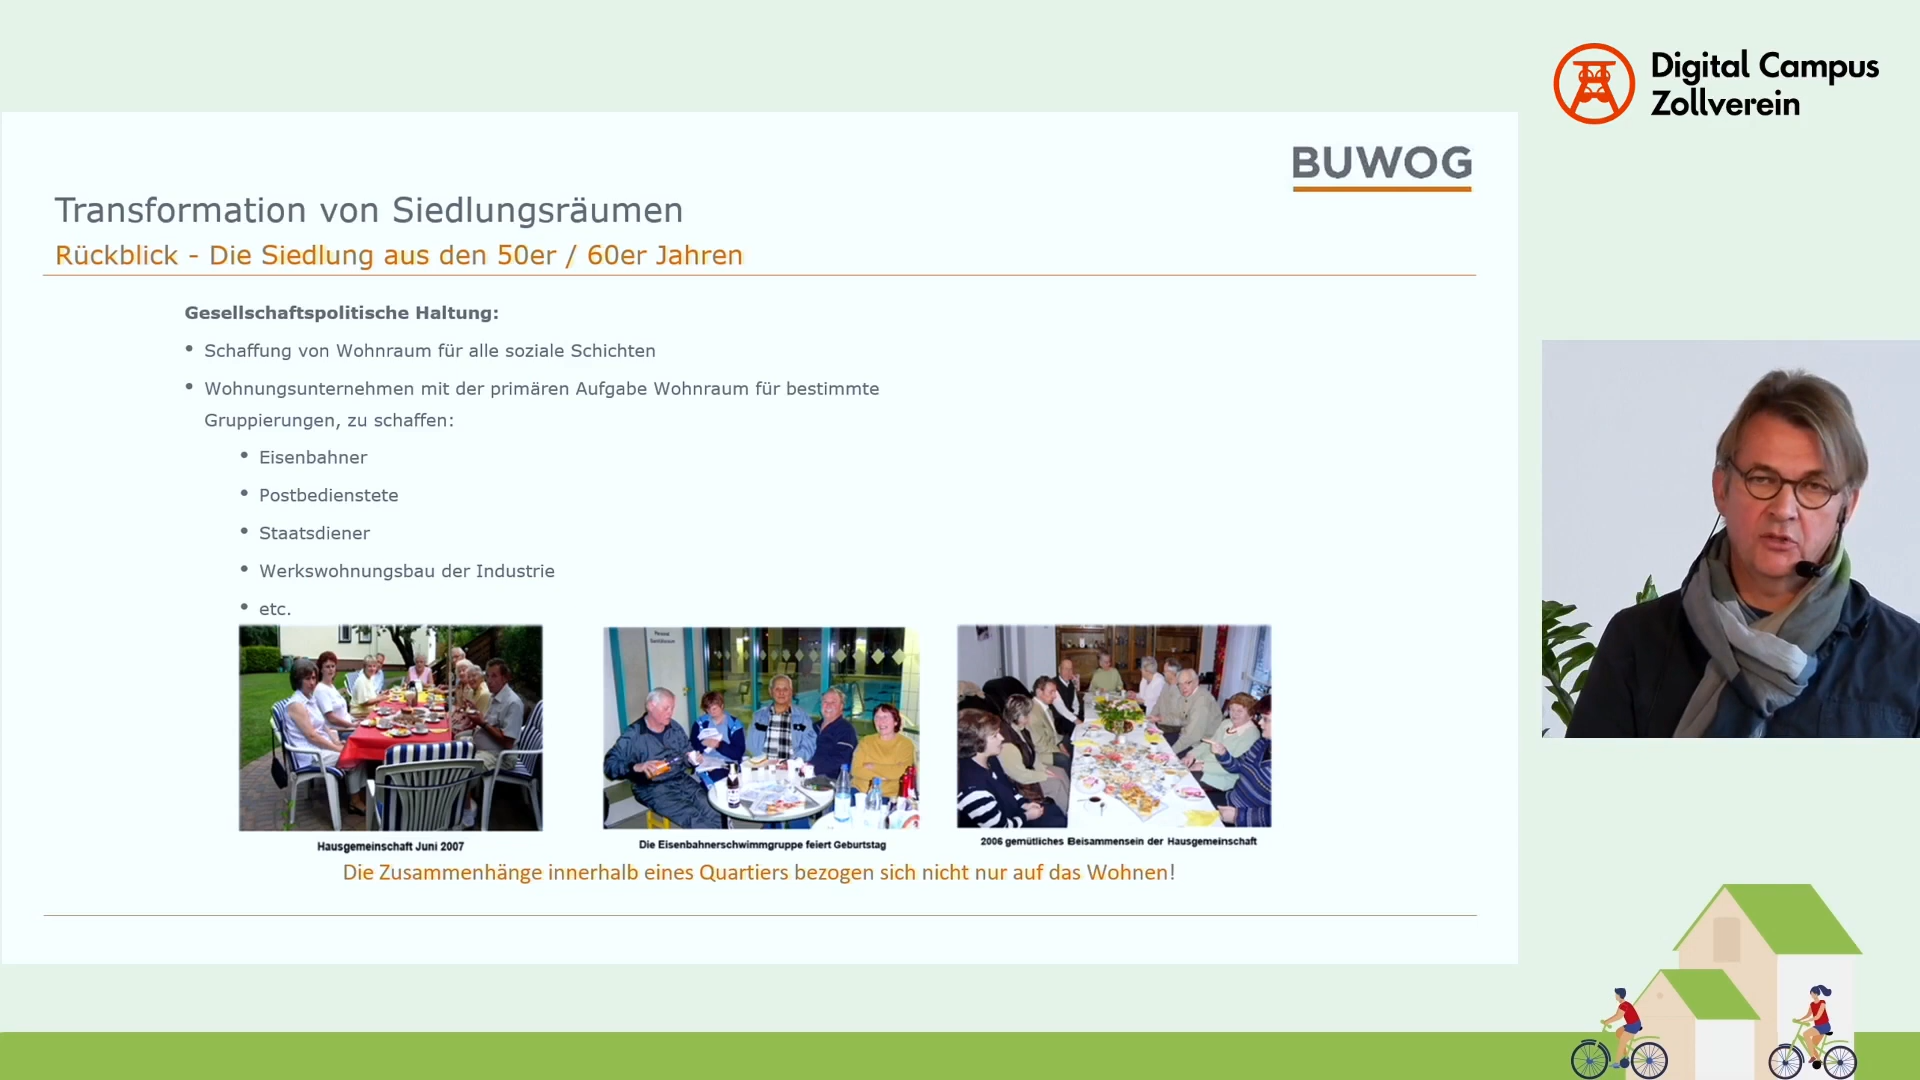 Digital Campus
Zollverein
BUWOG
Transformation von Siedlungsräumen
Rückblick - Die Siedlung aus den 50er / 60er Jahren
Gesellschaftspolitische Haltung:
• Schaffung von Wohnraum für alle soziale Schichten
• Wohnungsunternehmen mit der primären Aufgabe Wohnraum für bestimmte
Gruppierungen, zu schaffen:
• Eisenbahner
• Postbedienstete
• Staatsdiener
• Werkswohnungsbau der Industrie
• etc.
Hausgemeinschaft Juni 2007
Die Eisenbahnerschwimmgruppe feiert Geburtstag
2006 gemütliches Beisammensein der Hausgemeinschaft
Die Zusammenhänge innerhalb eines Quartiers bezogen sich nicht nur auf das Wohnen!